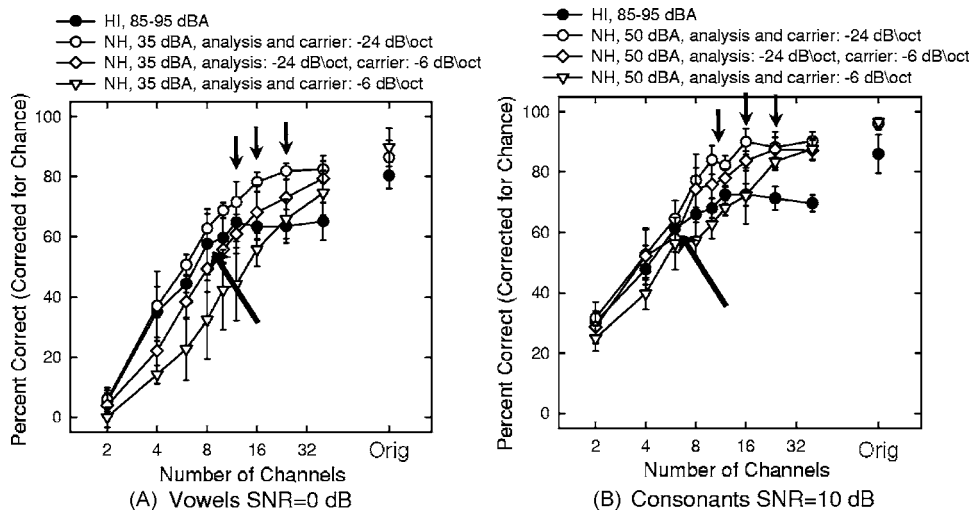 HI, 85-95 dBA
NH, 35 dBA, analysis and carrier: -24 dB\oct
NH, 35 dBA, analysis: -24 dB\oct, carrier: -6 dB\oct
NH, 35 dBA, analysis and carrier: -6 dB\oct
Percent Correct (Corrected for Chance)
100
80
60
40
20
0
2 4 8 16 32 Orig
Number of Channels
(A) Vowels SNR=0 dB
HI, 85-95 dBA
NH, 50 dBA, analysis and carrier: -24 dB\oct
NH, 50 dBA, analysis: -24 dB\oct, carrier: -6 dB\oct
NH, 50 dBA, analysis and carrier: -6 dB\oct
Percent Correct (Corrected for Chance)
100
80
60
40
20
0
2 4 8 16 32 Orig
Number of Channels
(B) Consonants SNR=10 dB